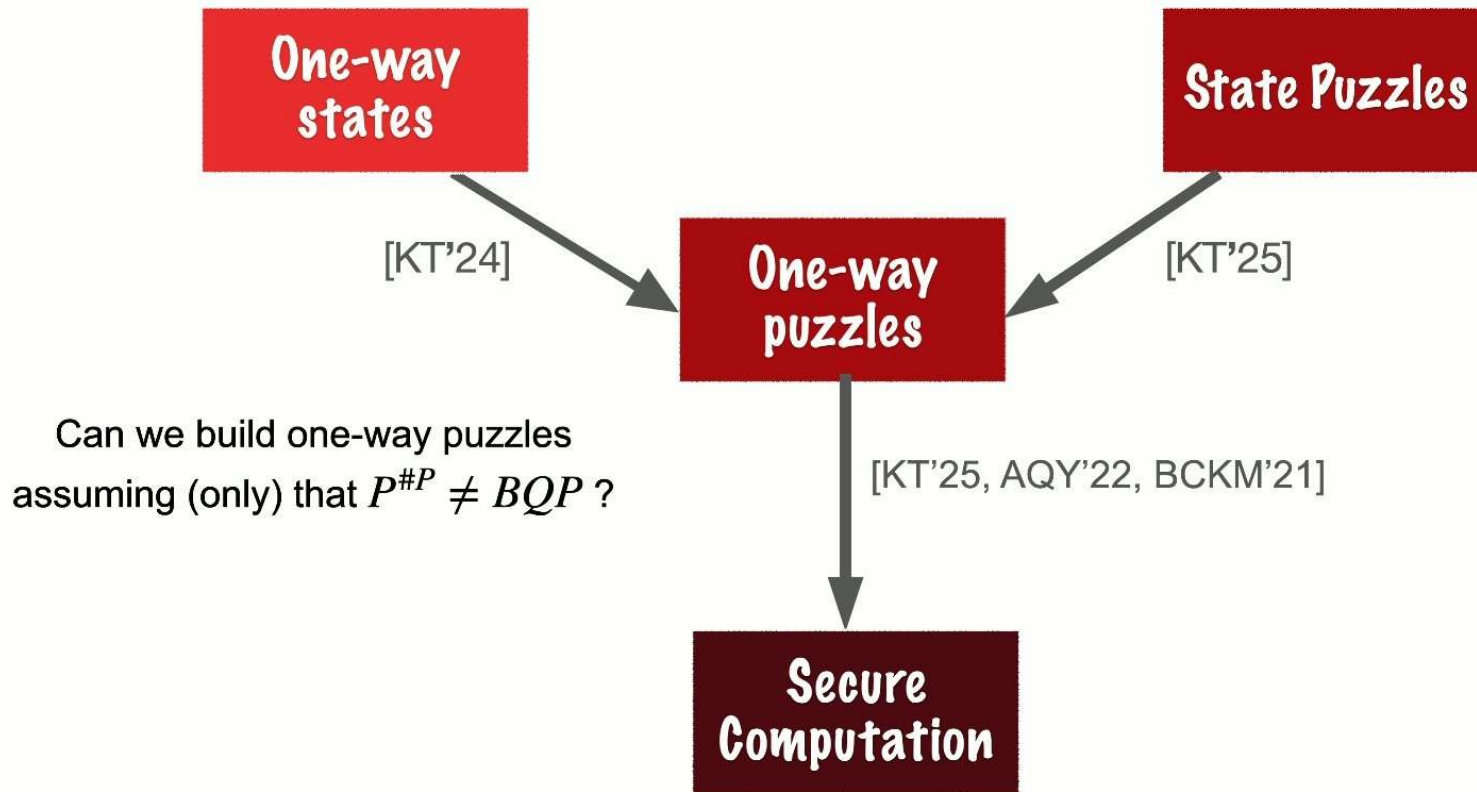 One-way
states
State Puzzles
[KT'24]
[KT'25]
One-way
puzzles
Can we build one-way puzzles
assuming (only) that $P^{\#P} \neq BQP$ ?
[KT'25, AQY'22, BCKM'21]
Secure
Computation